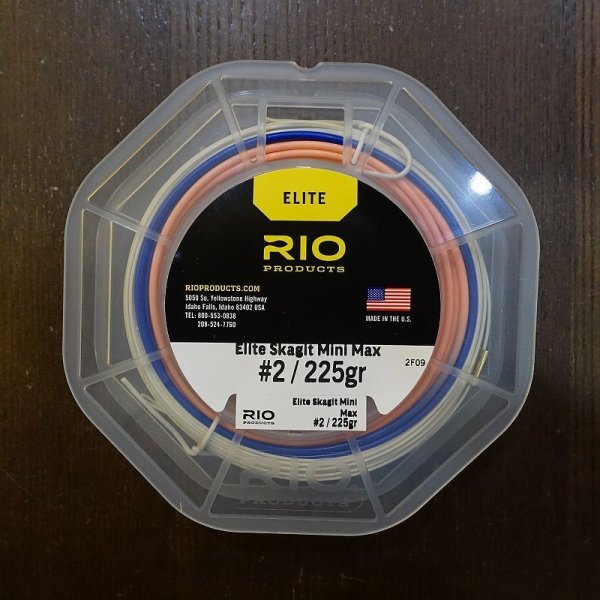 ELITE
RIO
PRODUCTS
RIOPRODUCTS.COM
5050 So. Yellowstone Highway
Idaho Falls, Idaho 83402 USA
TEL: 800-553-0838
208-524-7760
MADE IN THE U.S.
Elite Skagit Mini Max
#2 / 225gr
2F09
RIO
PRODUCTS
Elite Skagit Mini
Max
#2 / 225gr
RIO
PRODUCTS